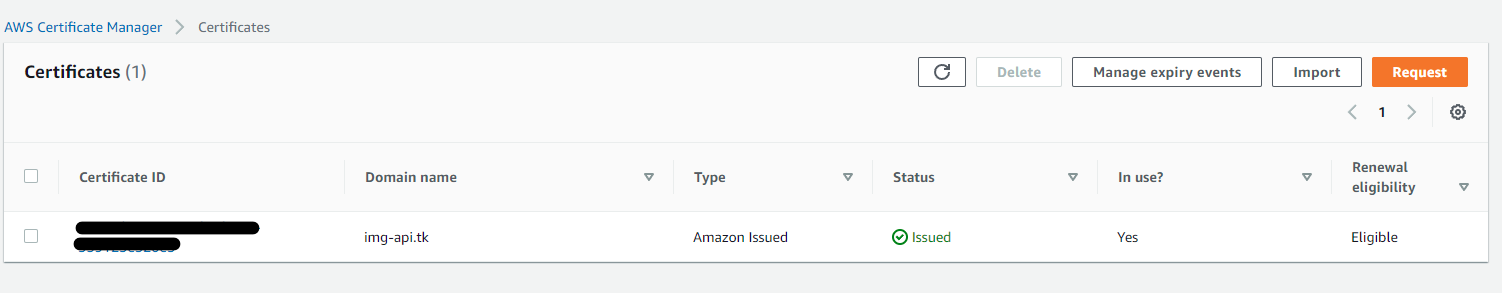 AWS Certificate Manager > Certificates
Certificates (1)
Delete
Manage expiry events
Import
Request
1
Certificate ID
Domain name
Type
Status
In use?
Renewal
eligibility
img-api.tk
Amazon Issued
Issued
Yes
Eligible